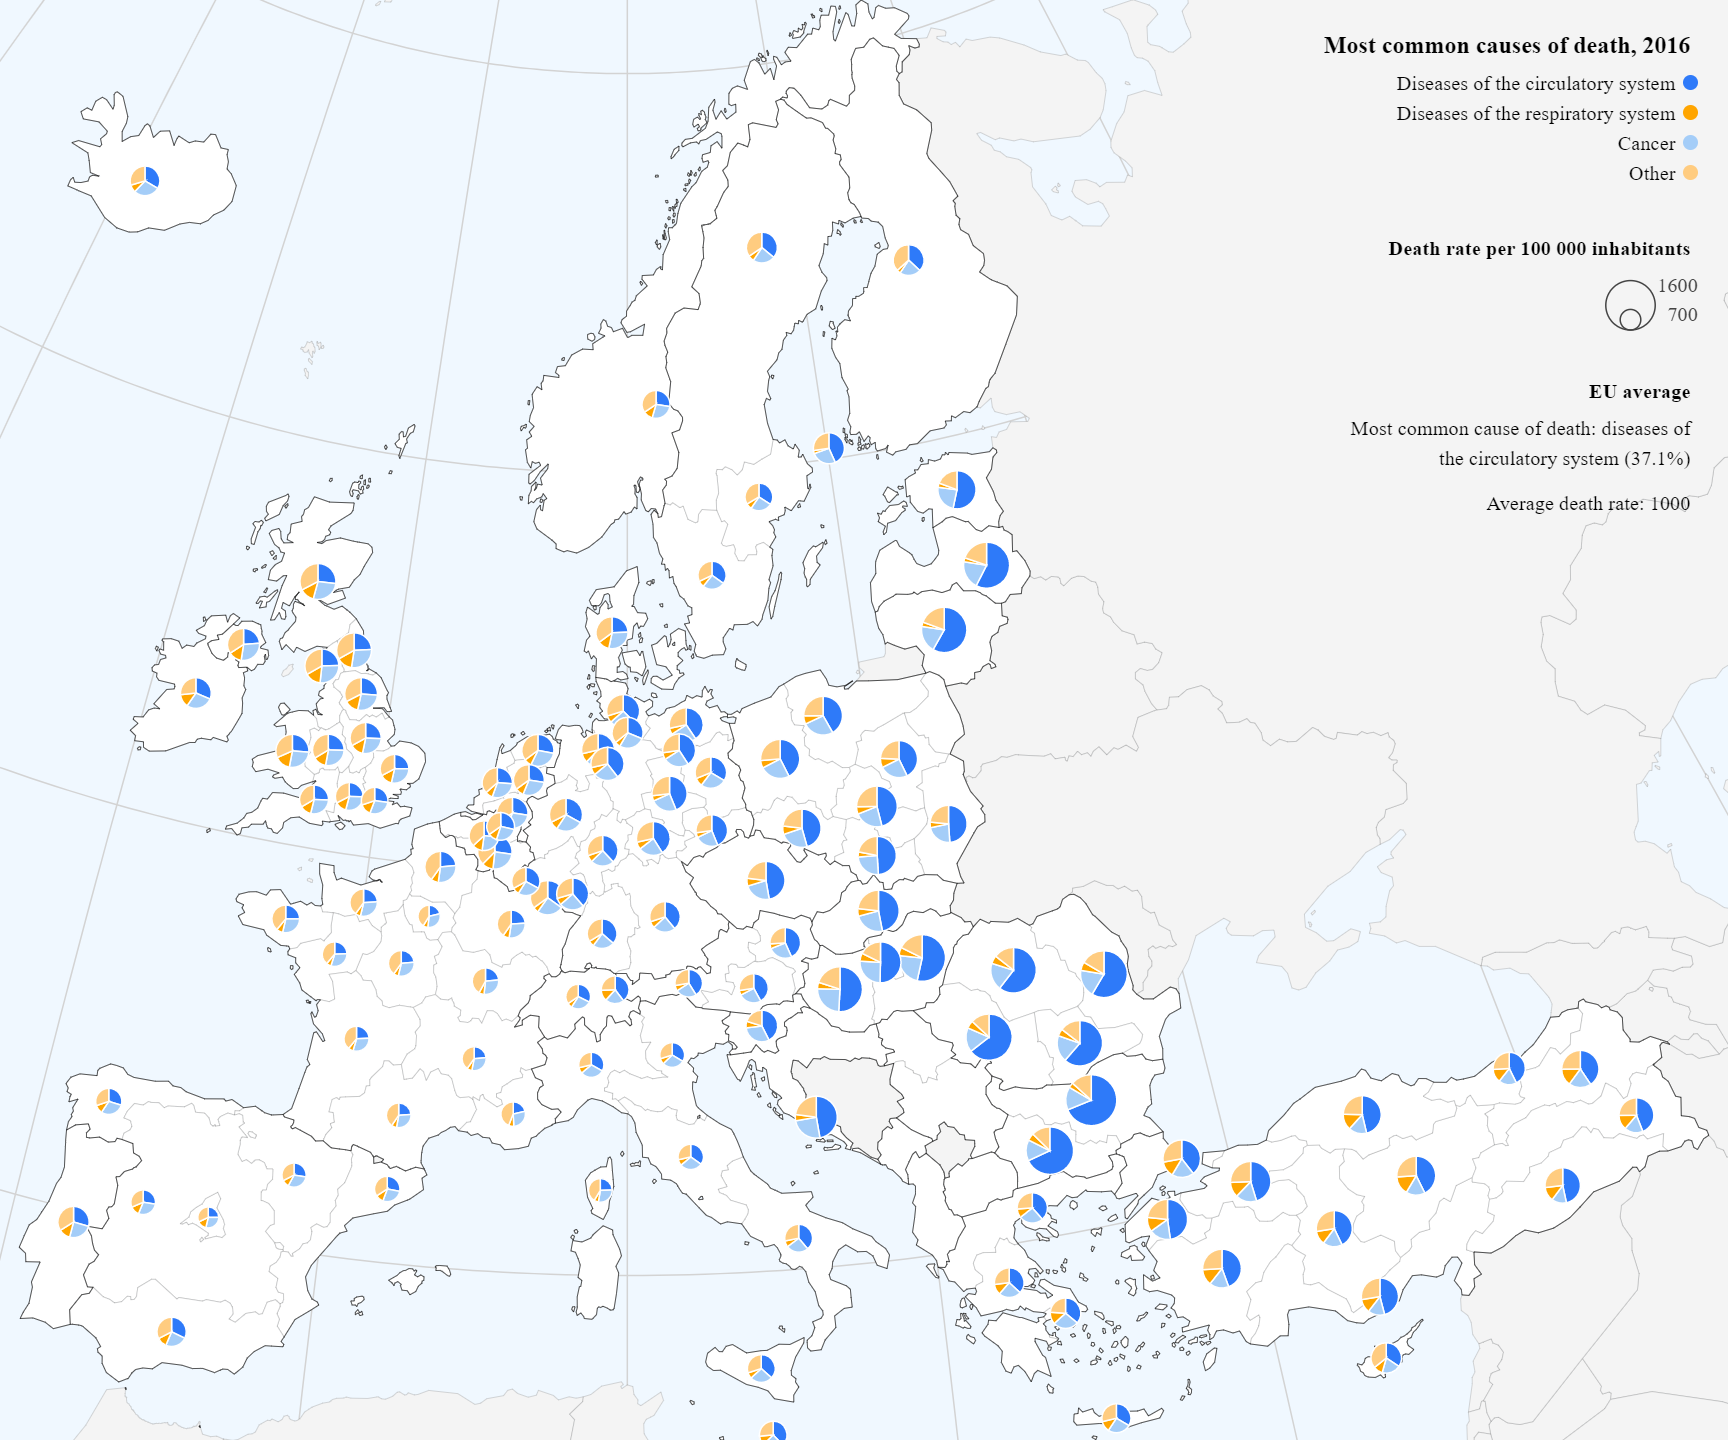 Most common causes of death, 2016
Diseases of the circulatory system
Diseases of the respiratory system
Cancer
Other
Death rate per 100 000 inhabitants
1600
700
EU average
Most common cause of death: diseases of
the circulatory system (37.1%)
Average death rate: 1000